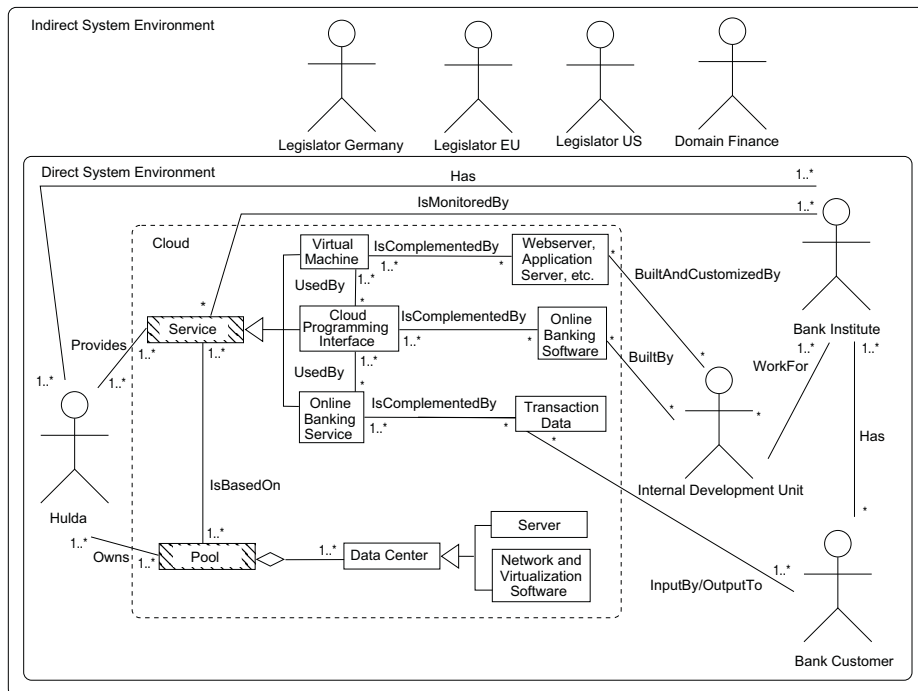 Indirect System Environment
Legislator Germany
Legislator EU
Legislator US
Domain Finance
Direct System Environment
Has
1..*
IsMonitoredBy
1..*
Cloud
Virtual
Machine
IsComplementedBy
1..*
*
Webserver,
Application
Server, etc.
*
BuiltAndCustomizedBy
UsedBy
1..*
*
*
Service
Cloud
Programming
Interface
IsComplementedBy
1..*
*
Online
Banking
Software
*
Bank Institute
Provides
1..*
1..*
1..*
BuiltBy
*
1..*
1..*
WorkFor
UsedBy
1..*
*
1..*
1..*
Online
Banking
Service
IsComplementedBy
1..*
*
Transaction
Data
*
*
*
Has
Internal Development Unit
IsBasedOn
Hulda
1..*
Owns
1..*
1..*
Pool
1..*
Data Center
Server
Network and
Virtualization
Software
InputBy/OutputTo
1..*
*
Bank Customer